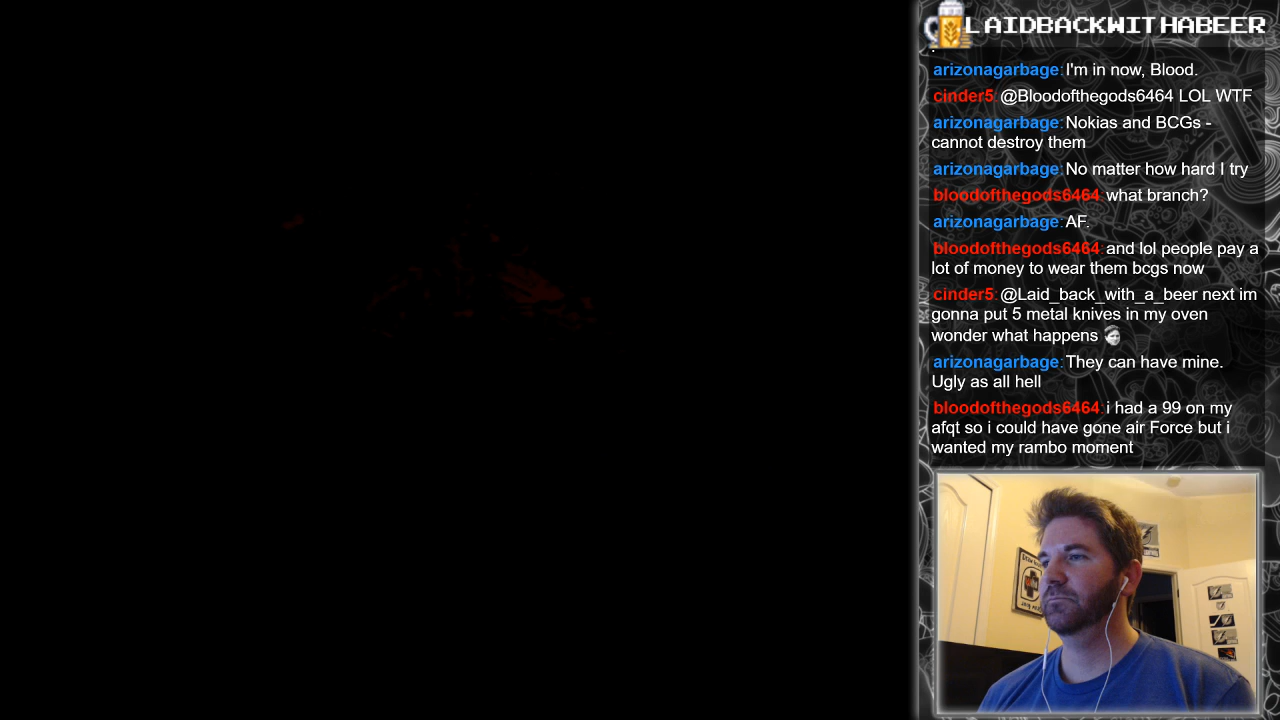 LAIDBACKWITHABEER
arizonagarbage: I'm in now, Blood.
cinder5: @Bloodofthegods6464 LOL WTF
arizonagarbage: Nokias and BCGs -
cannot destroy them
arizonagarbage: No matter how hard I try
bloodofthegods6464: what branch?
arizonagarbage: AF.
bloodofthegods6464: and lol people pay a
lot of money to wear them bcgs now
cinder5: @Laid_back_with_a_beer next im
gonna put 5 metal knives in my oven
wonder what happens
arizonagarbage: They can have mine.
Ugly as all hell
bloodofthegods6464: i had a 99 on my
afqt so i could have gone air Force but i
wanted my rambo moment